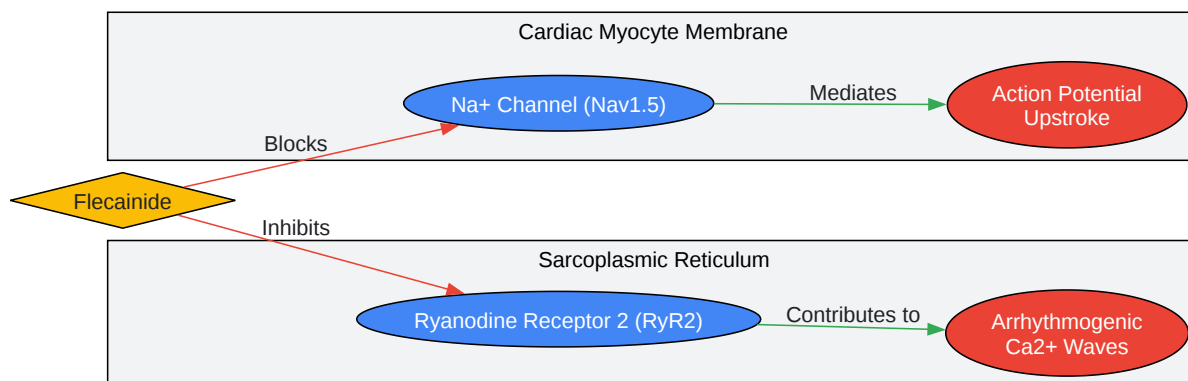 Cardiac Myocyte Membrane
Na+ Channel (Nav1.5)
Mediates
Action Potential
Upstroke
Blocks
Flecainide
Inhibits
Sarcoplasmic Reticulum
Ryanodine Receptor 2 (RyR2)
Contributes to
Arrhythmogenic
Ca2+ Waves